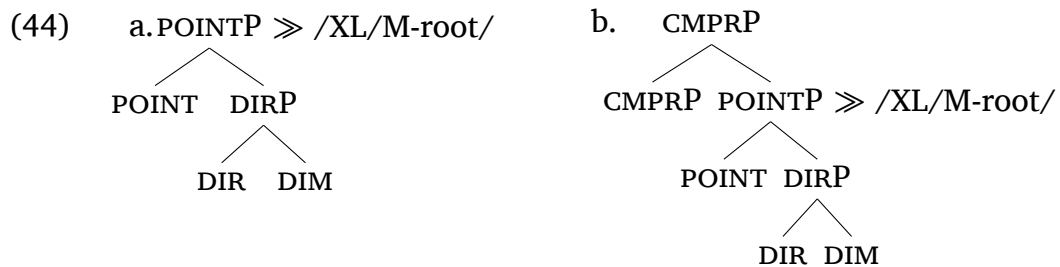 (44) a. POINTP ≫ /XL/M-root/ b. CMPRP
POINT DIRP CMPRP POINTP ≫ /XL/M-root/
DIR DIM POINT DIRP
DIR DIM